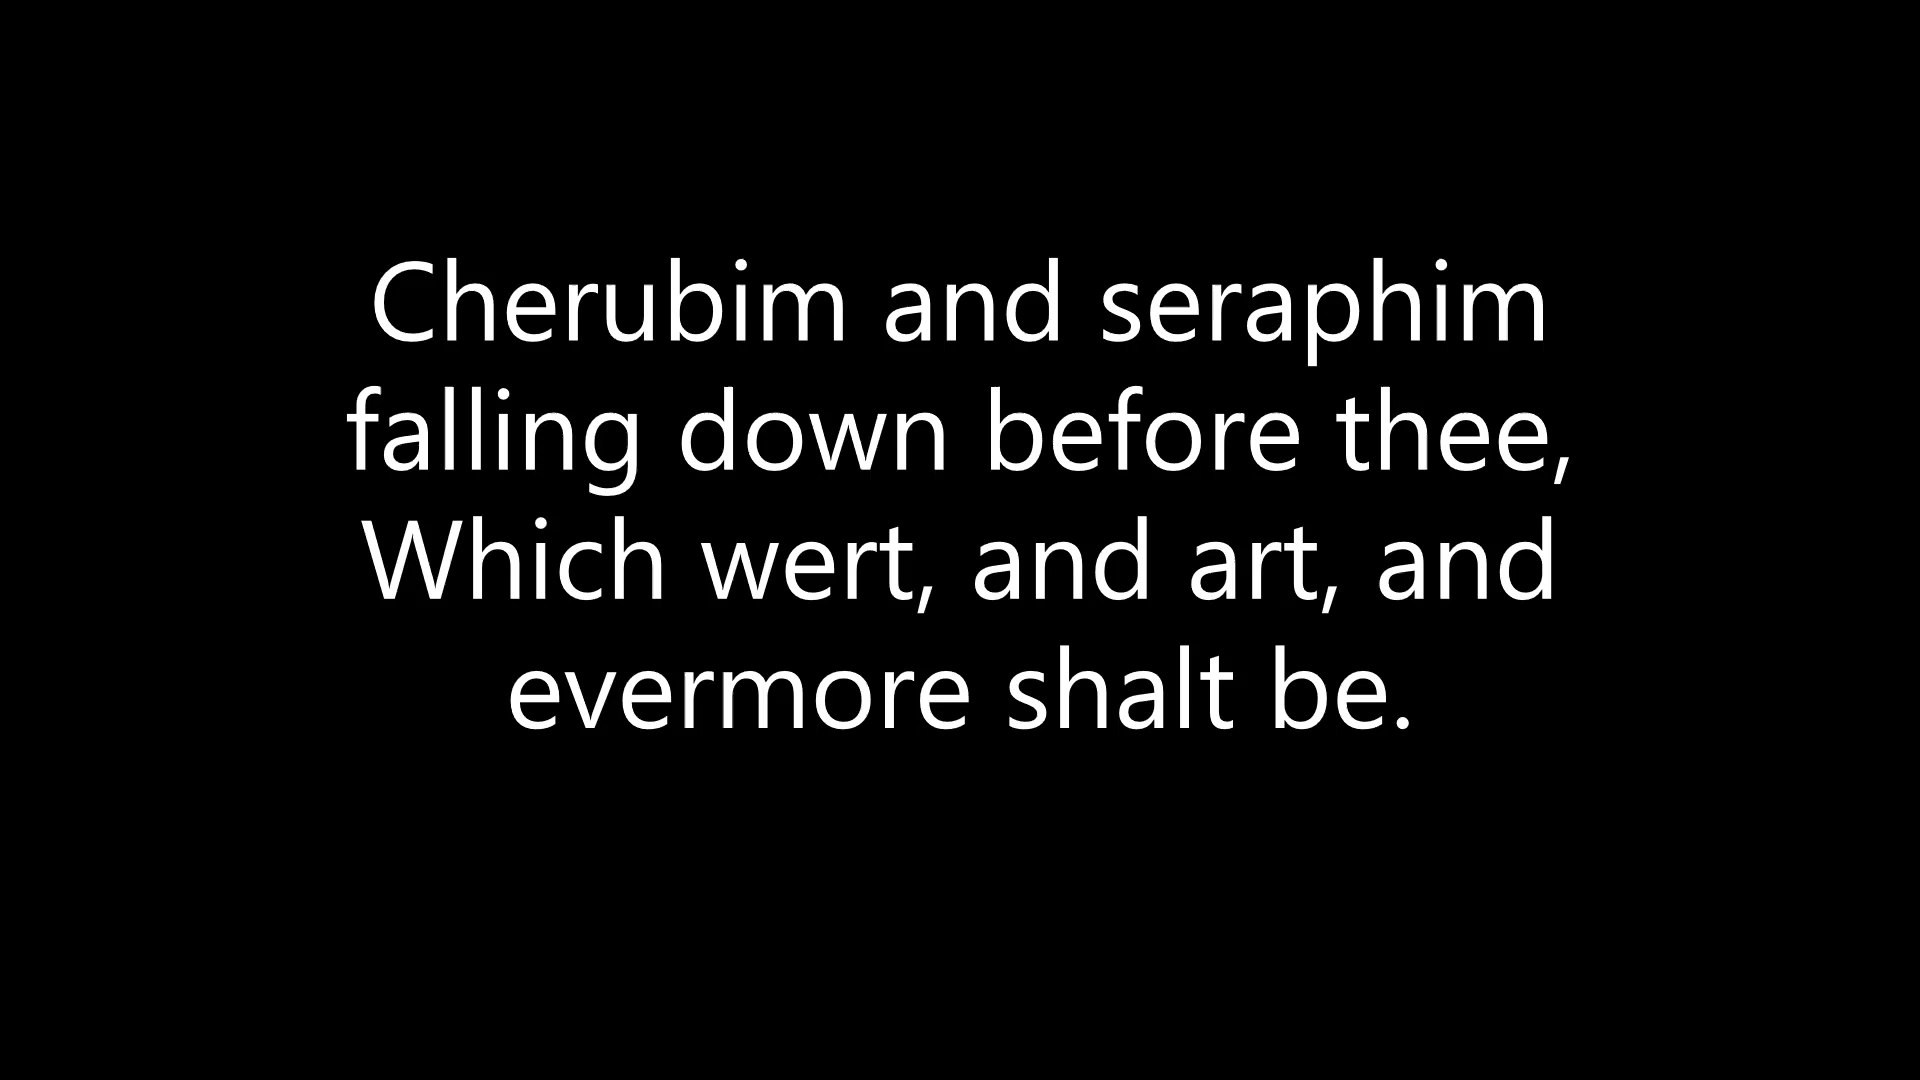 Cherubim and seraphim
falling down before thee,
Which wert, and art, and
evermore shalt be.